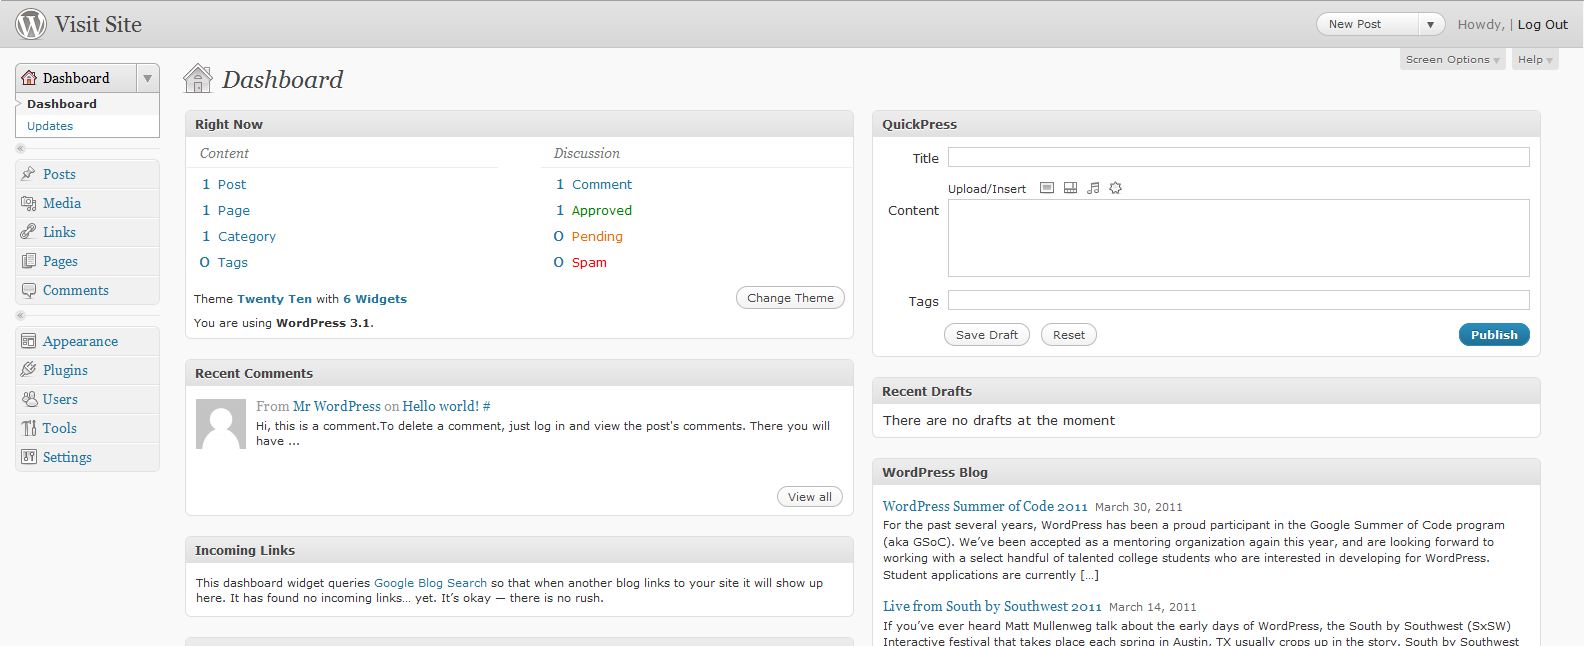 Visit Site
New Post
Howdy, | Log Out
Screen Options
Help
Dashboard
Dashboard
Updates
Posts
Media
Links
Pages
Comments
Appearance
Plugins
Users
Tools
Settings
Dashboard
Right Now
Content
Discussion
1 Post
1 Comment
1 Page
1 Approved
1 Category
0 Pending
0 Tags
0 Spam
Theme Twenty Ten with 6 Widgets
Change Theme
You are using WordPress 3.1.
Recent Comments
From Mr WordPress on Hello world! #
Hi, this is a comment.To delete a comment, just log in and view the post's comments. There you will
have ...
View all
Incoming Links
This dashboard widget queries Google Blog Search so that when another blog links to your site it will show up
here. It has found no incoming links... yet. It's okay — there is no rush.
QuickPress
Title
Upload/Insert
Content
Tags
Save Draft
Reset
Publish
Recent Drafts
There are no drafts at the moment
WordPress Blog
WordPress Summer of Code 2011 March 30, 2011
For the past several years, WordPress has been a proud participant in the Google Summer of Code program
(aka GSoC). We've been accepted as a mentoring organization again this year, and are looking forward to
working with a select handful of talented college students who are interested in developing for WordPress.
Student applications are currently [...]
Live from South by Southwest 2011 March 14, 2011
If you've ever heard Matt Mullenweg talk about the early days of WordPress, the South by Southwest (SxSW)
Interactive festival that takes place each spring in Austin, TX usually crops up in the story. South by Southwest